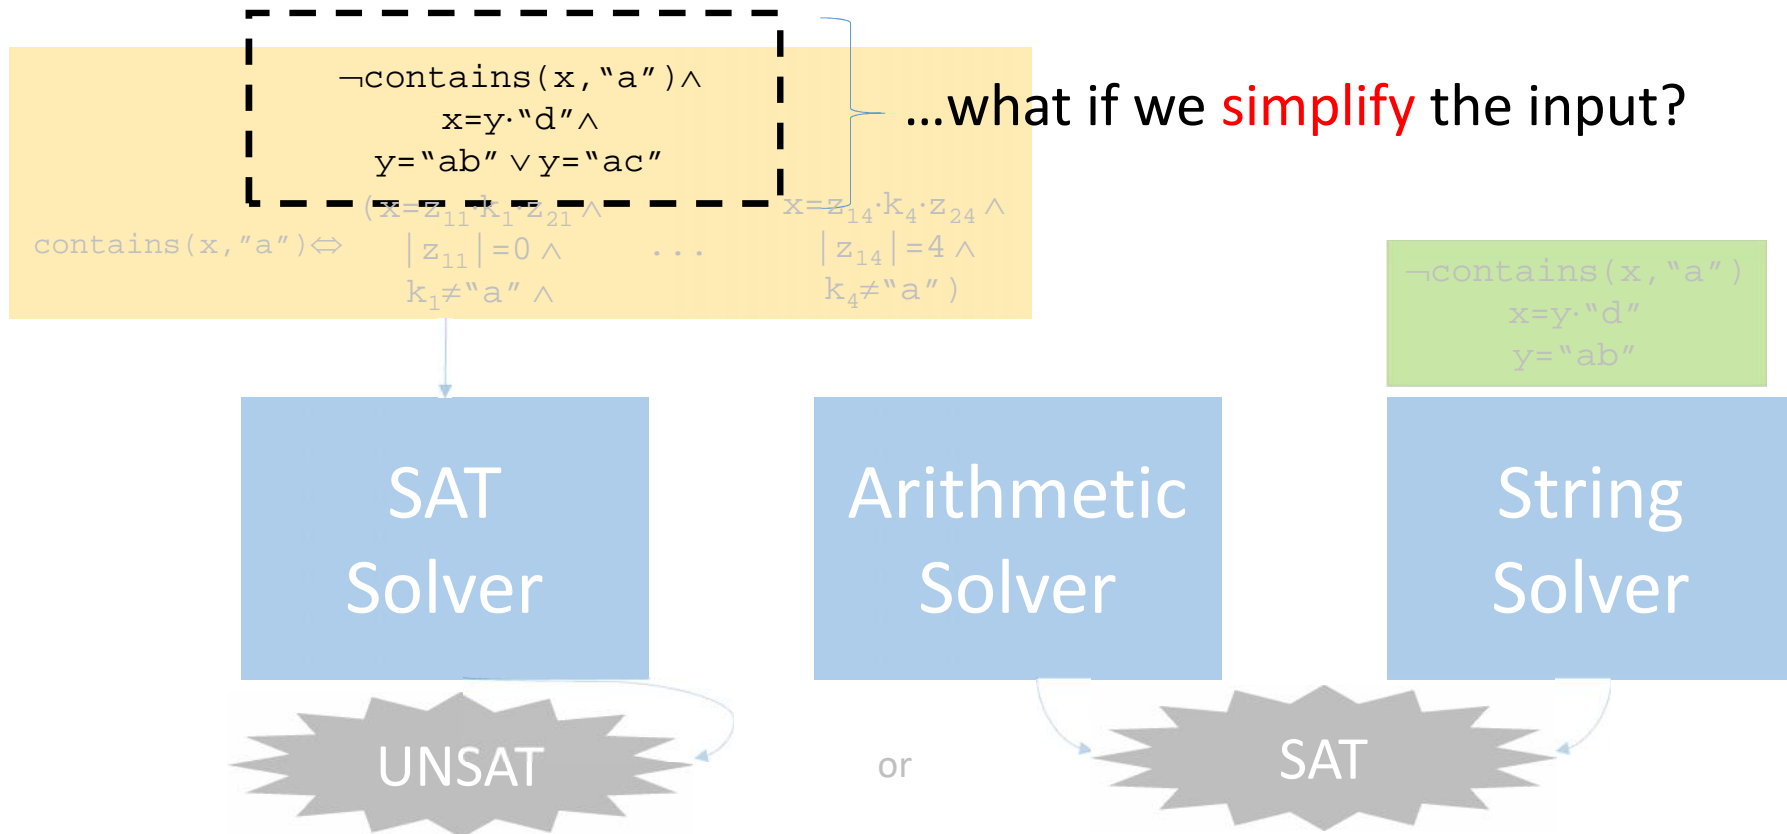 ¬contains(x,“a”)∧
x=y·“d”∧
y=“ab” ∨ y=“ac”
…what if we simplify the input?
(x=z₁₁·k₁·z₂₁ ∧
x=z₁₄·k₄·z₂₄ ∧
contains(x,”a”)⇔
|z₁₁|=0 ∧
...
|z₁₄|=4 ∧
k₁≠“a” ∧
k₄≠“a”)
¬contains(x,“a”)
x=y·“d”
y=“ab”
SAT
Solver
Arithmetic
Solver
String
Solver
UNSAT
or
SAT